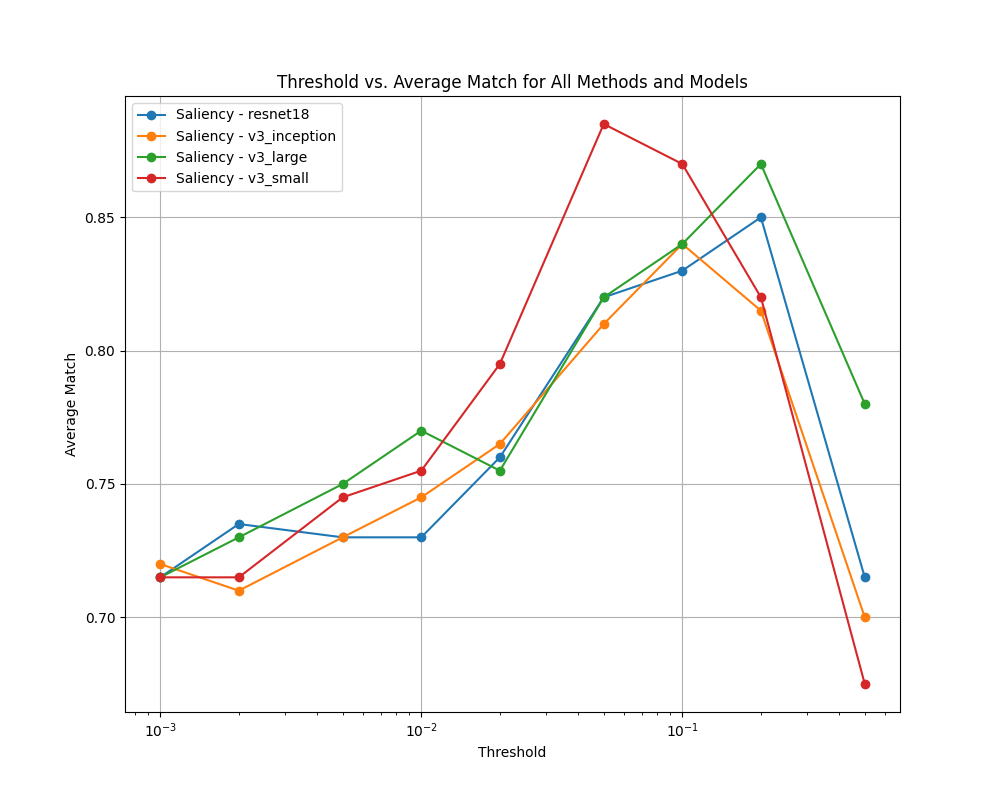 Threshold vs. Average Match for All Methods and Models
Saliency - resnet18
Saliency - v3_inception
Saliency - v3_large
Saliency - v3_small
Average Match
0.85
0.80
0.75
0.70
10⁻³
10⁻²
10⁻¹
Threshold